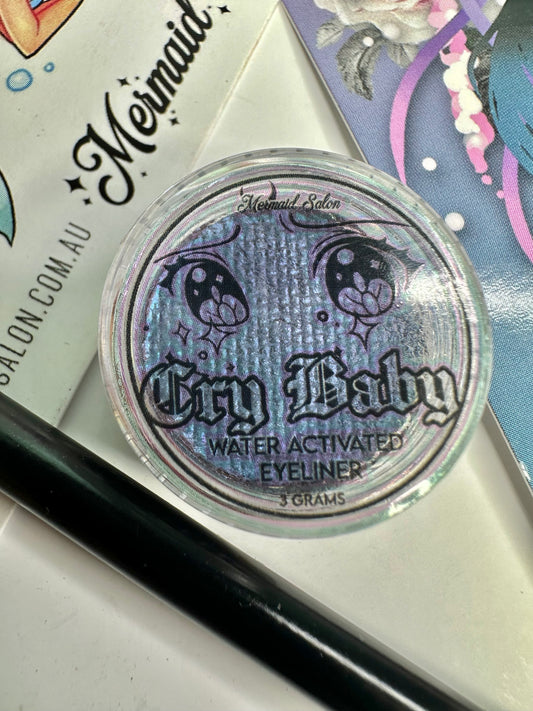 Mermaid
SALON.COM.AU
Mermaid Salon
Cry Baby
WATER ACTIVATED
EYELINER
3 GRAMS